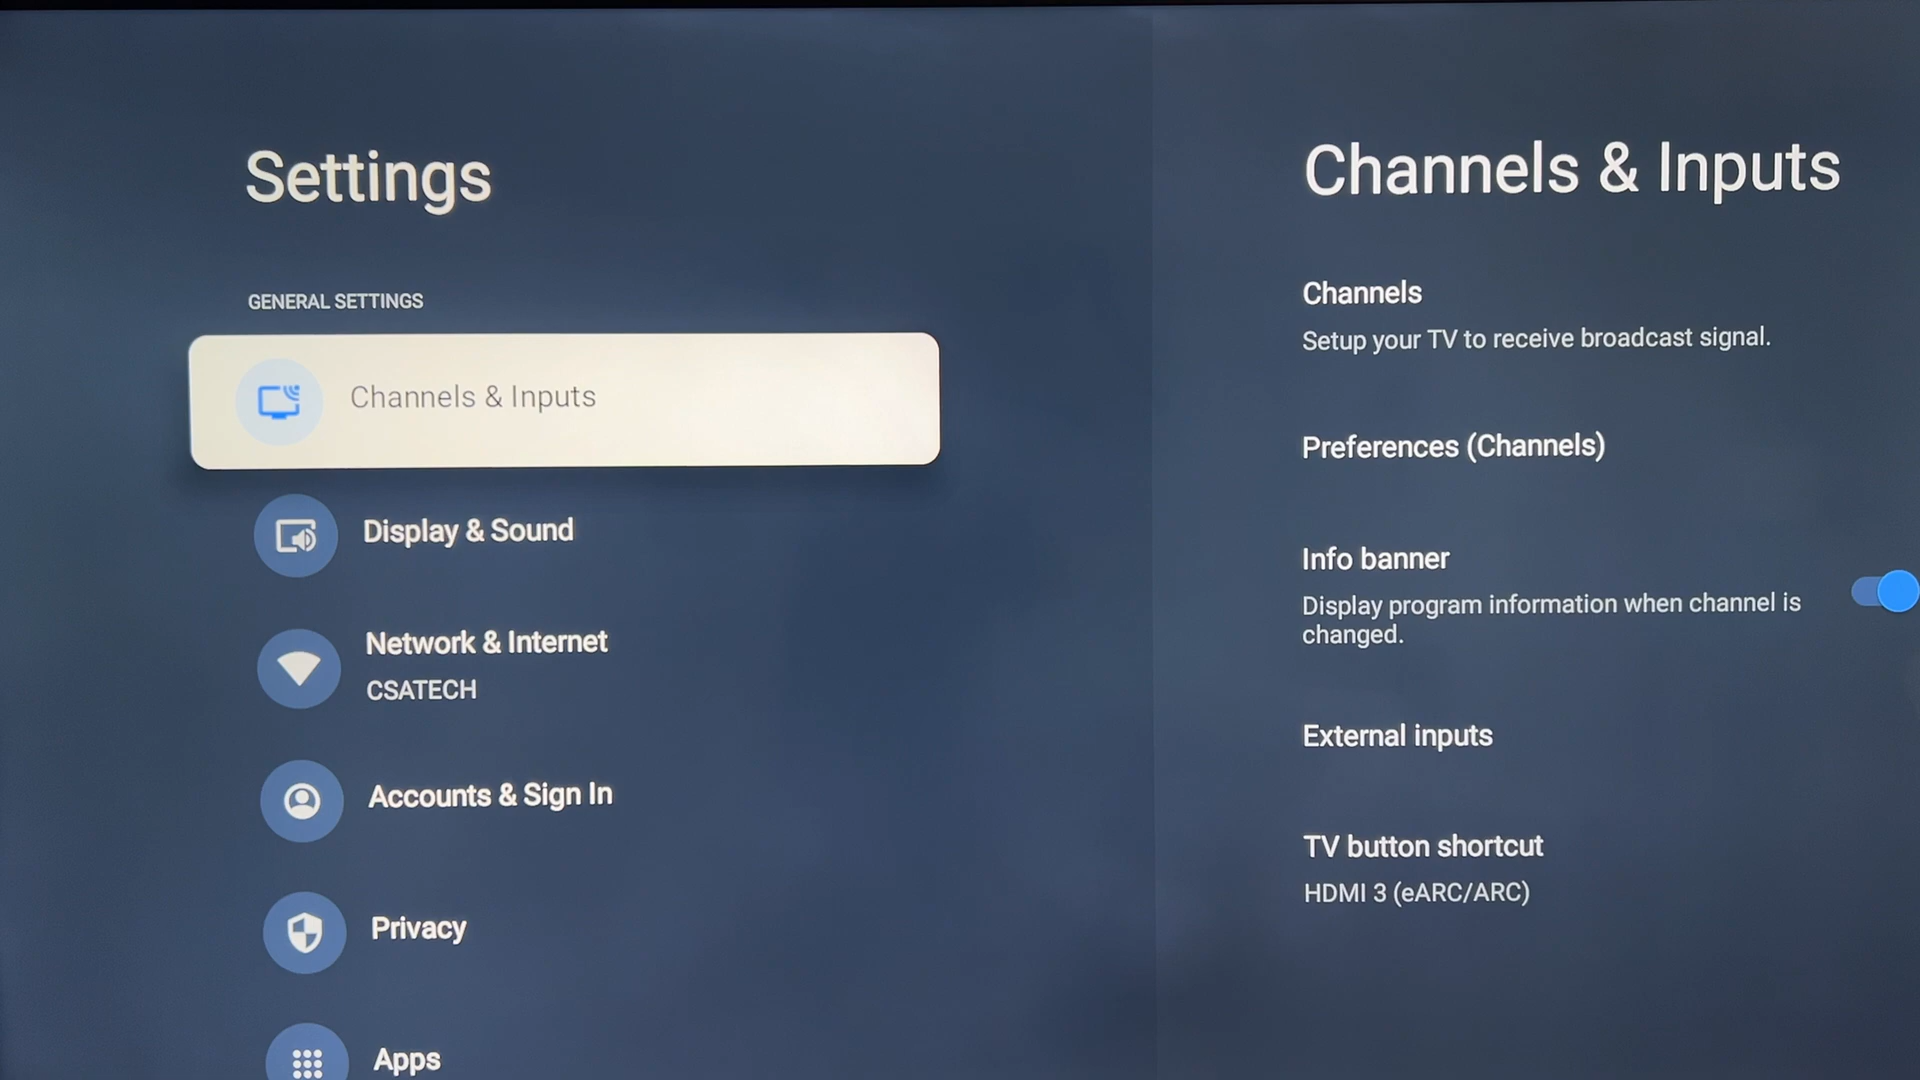 Settings
GENERAL SETTINGS
Channels & Inputs
Display & Sound
Network & Internet
CSATECH
Accounts & Sign In
Privacy
Apps
Channels & Inputs
Channels
Setup your TV to receive broadcast signal.
Preferences (Channels)
Info banner
Display program information when channel is
changed.
External inputs
TV button shortcut
HDMI 3 (eARC/ARC)